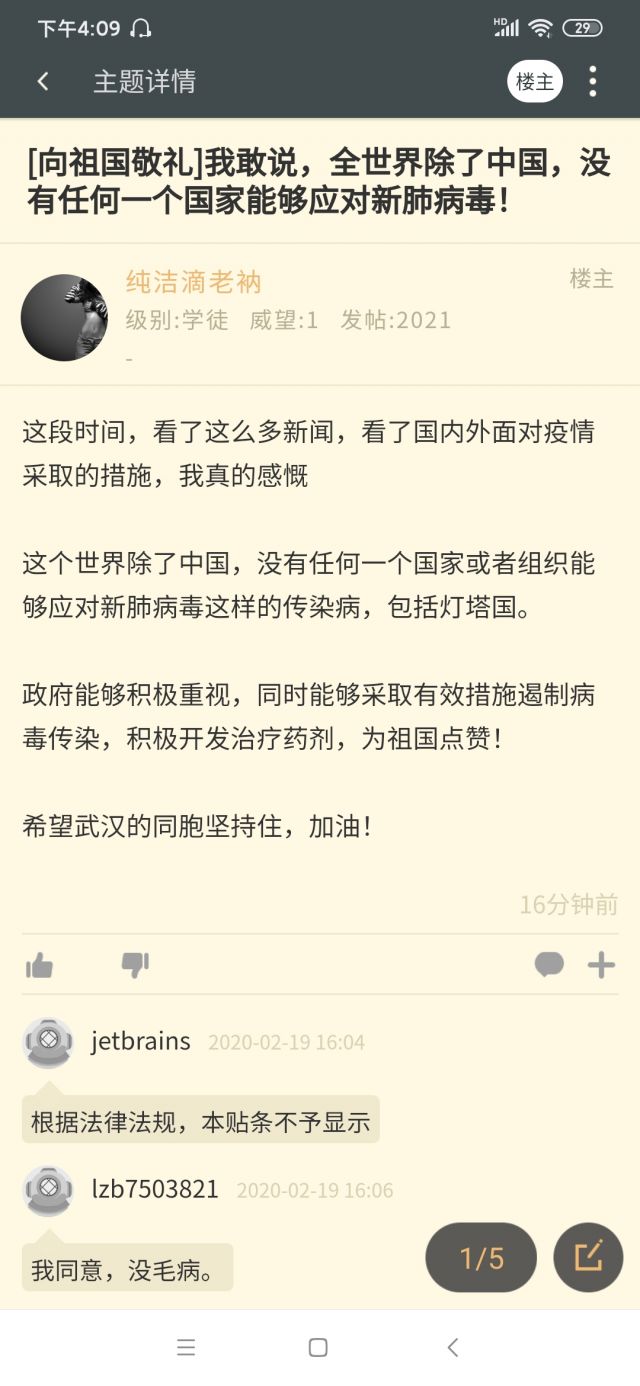 下午4:09
HD
29
主题详情
楼主
[向祖国敬礼]我敢说，全世界除了中国，没
有任何一个国家能够应对新肺病毒！
纯洁滴老衲
楼主
级别:学徒 威望:1 发帖:2021
-
这段时间，看了这么多新闻，看了国内外面对疫情
采取的措施，我真的感慨
这个世界除了中国，没有任何一个国家或者组织能
够应对新肺病毒这样的传染病，包括灯塔国。
政府能够积极重视，同时能够采取有效措施遏制病
毒传染，积极开发治疗药剂，为祖国点赞！
希望武汉的同胞坚持住，加油！
16分钟前
jetbrains 2020-02-19 16:04
根据法律法规，本贴条不予显示
lzb7503821 2020-02-19 16:06
我同意，没毛病。
1/5